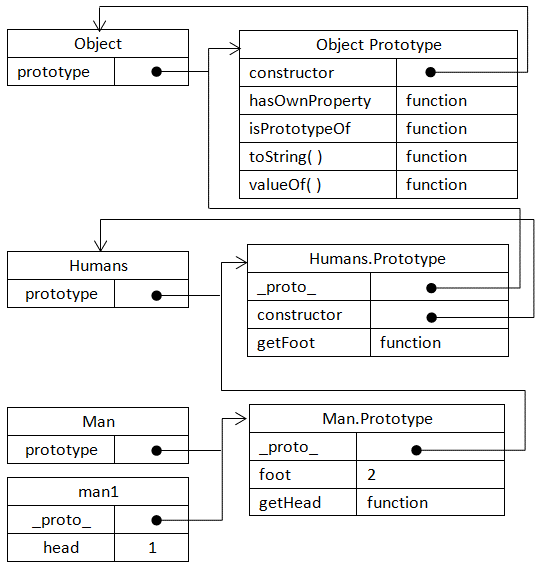 Object
prototype
Object Prototype
constructor
hasOwnProperty function
isPrototypeOf function
toString( ) function
valueOf( ) function
Humans
prototype
Humans.Prototype
_proto_
constructor
getFoot function
Man
prototype
Man.Prototype
_proto_
foot 2
getHead function
man1
_proto_
head 1